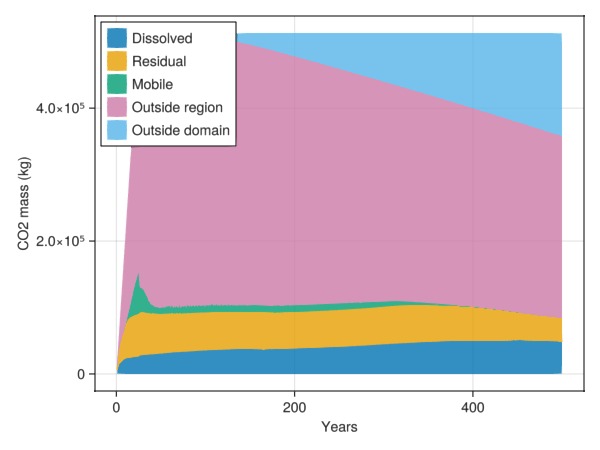 Dissolved
Residual
Mobile
Outside region
Outside domain
CO2 mass (kg)
4.0×10⁵
2.0×10⁵
0
0 200 400
Years